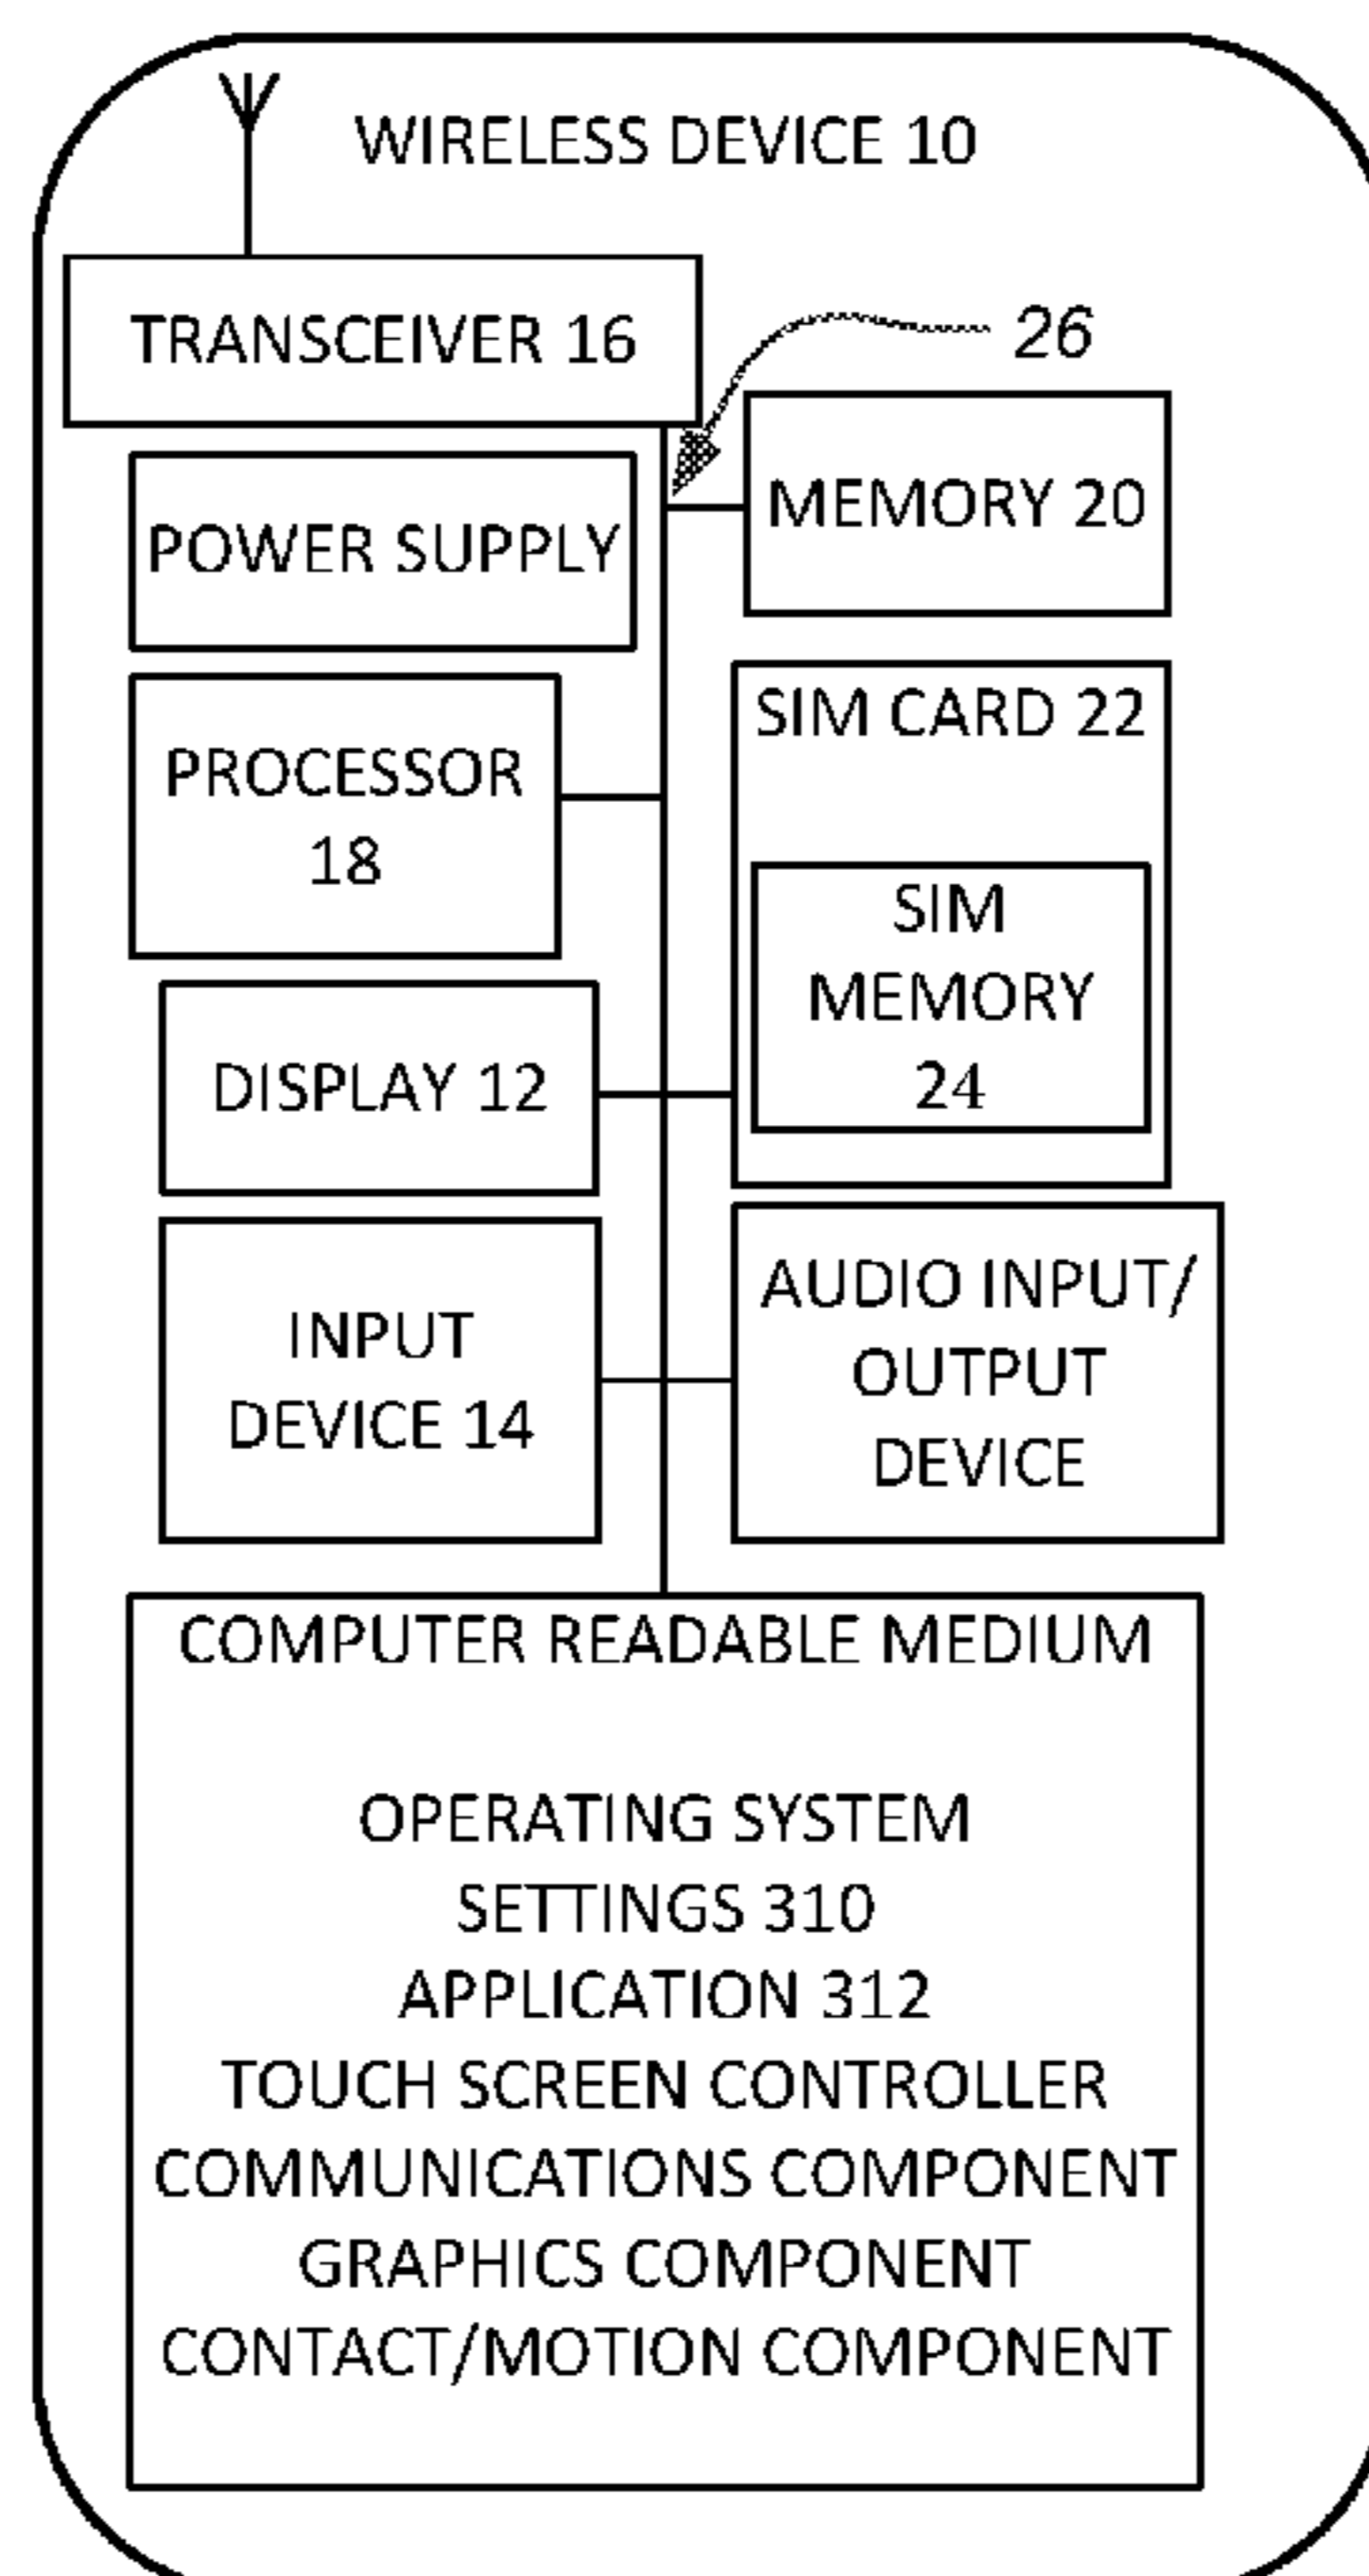 WIRELESS DEVICE 10
TRANSCEIVER 16
26
MEMORY 20
POWER SUPPLY
PROCESSOR
18
SIM CARD 22
SIM
MEMORY
24
DISPLAY 12
INPUT
DEVICE 14
AUDIO INPUT/
OUTPUT
DEVICE
COMPUTER READABLE MEDIUM
OPERATING SYSTEM
SETTINGS 310
APPLICATION 312
TOUCH SCREEN CONTROLLER
COMMUNICATIONS COMPONENT
GRAPHICS COMPONENT
CONTACT/MOTION COMPONENT